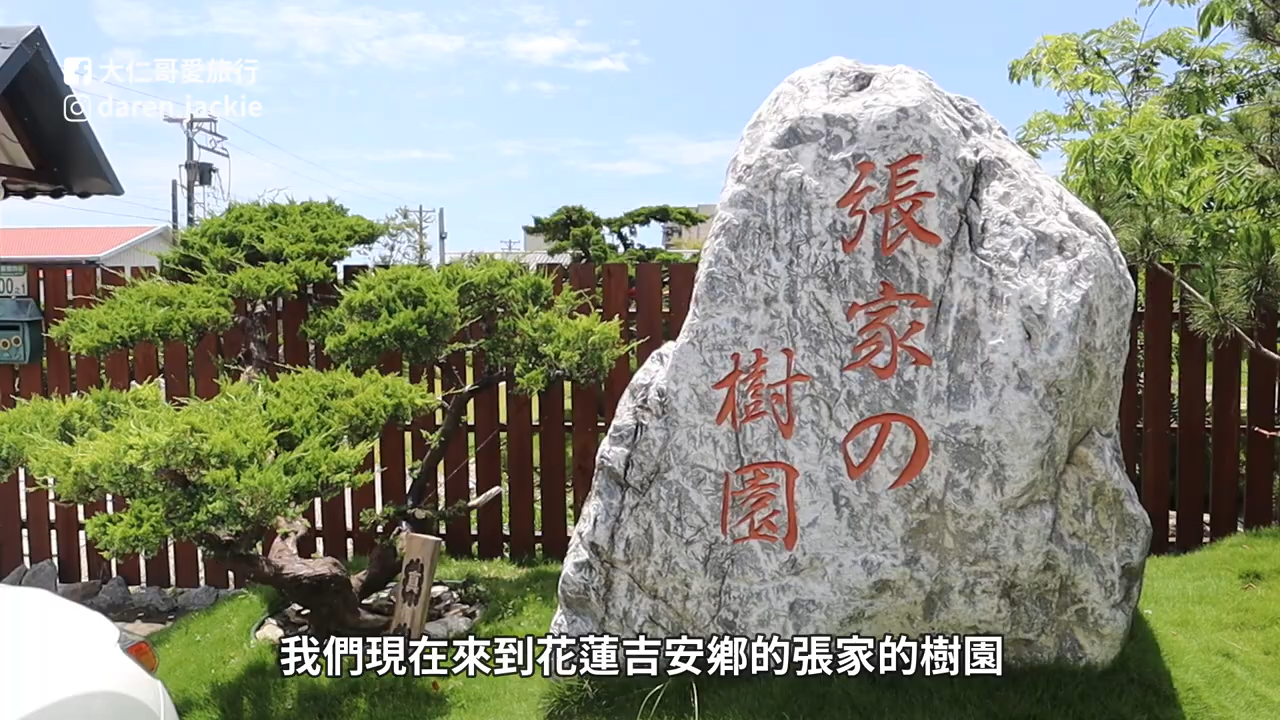 大仁哥愛旅行
daren_jackie
張家の
樹園
我們現在來到花蓮吉安鄉的張家的樹園